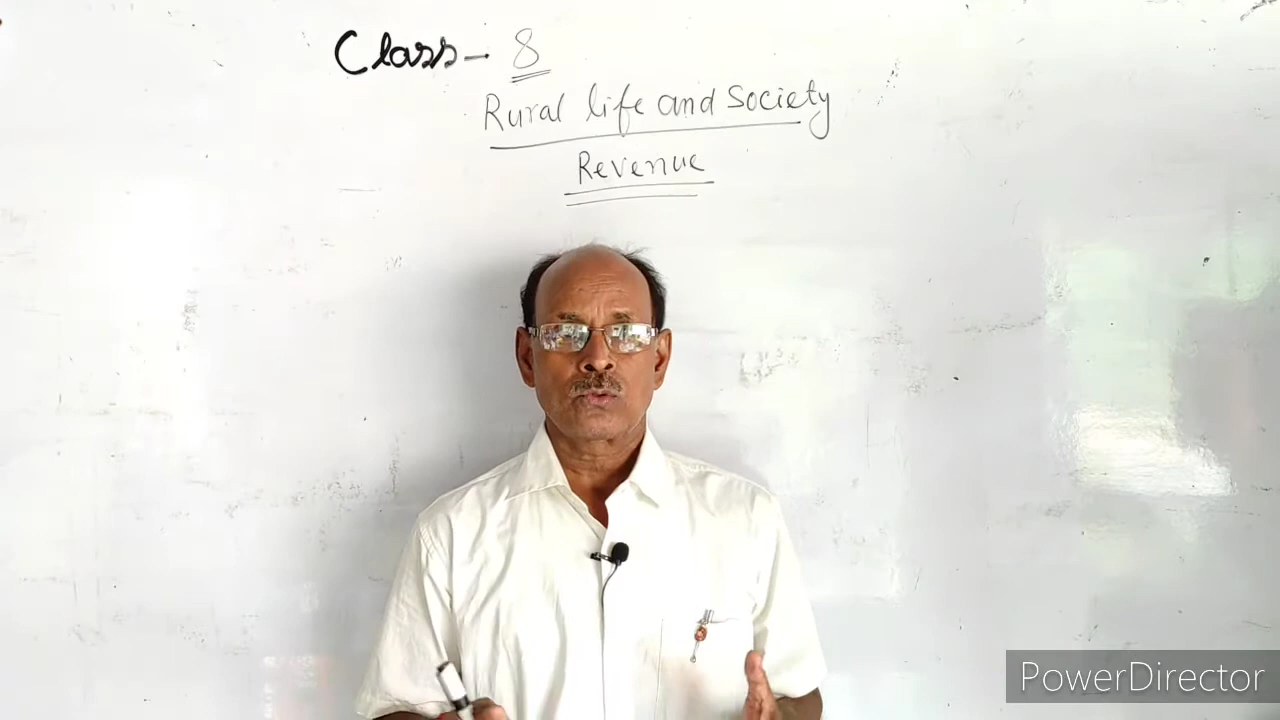 Class - 8
Rural life and Society
Revenue
PowerDirector